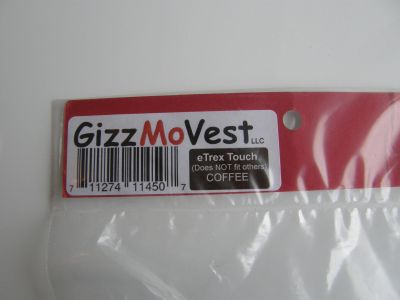 GizzMoVest LLC
eTrex Touch
(Does NOT fit others)
COFFEE
7 11274 11450 7